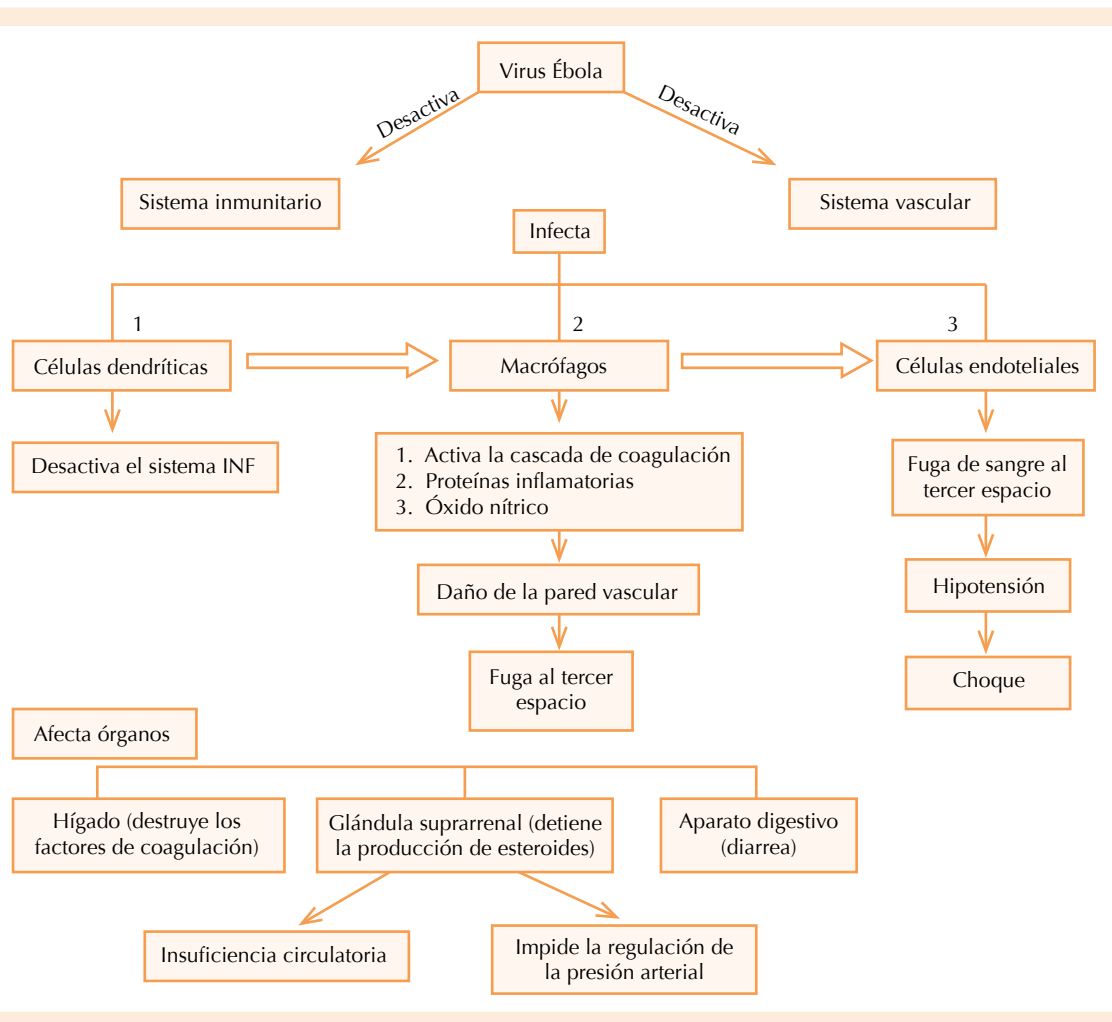 Virus Ébola
Desactiva
Desactiva
Sistema inmunitario
Sistema vascular
Infecta
1
2
3
Células dendríticas
Macrófagos
Células endoteliales
Desactiva el sistema INF
1. Activa la cascada de coagulación
2. Proteínas inflamatorias
3. Óxido nítrico
Fuga de sangre al
tercer espacio
Daño de la pared vascular
Hipotensión
Fuga al tercer
espacio
Choque
Afecta órganos
Hígado (destruye los
factores de coagulación)
Glándula suprarrenal (detiene
la producción de esteroides)
Aparato digestivo
(diarrea)
Insuficiencia circulatoria
Impide la regulación de
la presión arterial